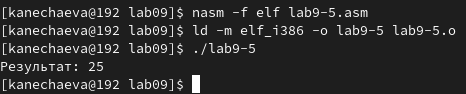 [kanechaeva@192 lab09]$ nasm -f elf lab9-5.asm
[kanechaeva@192 lab09]$ ld -m elf_i386 -o lab9-5 lab9-5.o
[kanechaeva@192 lab09]$ ./lab9-5
Результат: 25
[kanechaeva@192 lab09]$